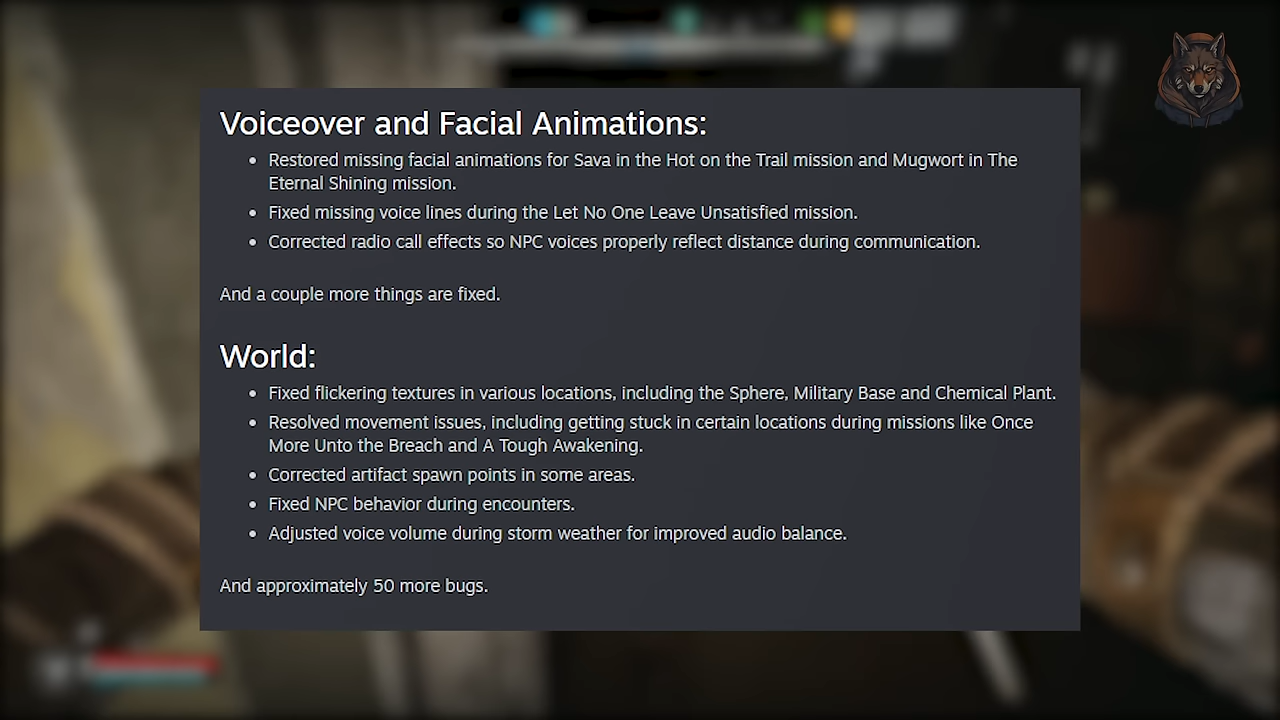 Voiceover and Facial Animations:
• Restored missing facial animations for Sava in the Hot on the Trail mission and Mugwort in The
Eternal Shining mission.
• Fixed missing voice lines during the Let No One Leave Unsatisfied mission.
• Corrected radio call effects so NPC voices properly reflect distance during communication.
And a couple more things are fixed.
World:
• Fixed flickering textures in various locations, including the Sphere, Military Base and Chemical Plant.
• Resolved movement issues, including getting stuck in certain locations during missions like Once
More Unto the Breach and A Tough Awakening.
• Corrected artifact spawn points in some areas.
• Fixed NPC behavior during encounters.
• Adjusted voice volume during storm weather for improved audio balance.
And approximately 50 more bugs.